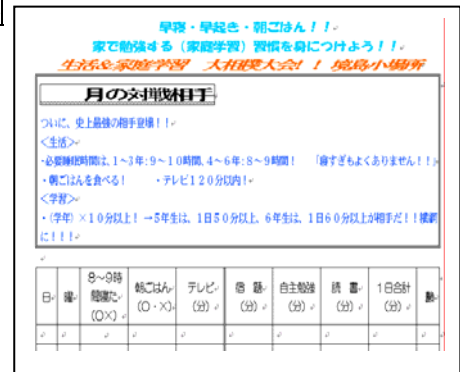 早寝・早起き・朝ごはん！！
家で勉強する（家庭学習）習慣を身につけよう！！
生活＆家庭学習　大相撲大会！！境島小場所
月の対戦相手
ついに、史上最強の相手登場！！
＜生活＞
・必要睡眠時間は、1～3年:9～10時間、4～6年:8～9時間！　「寝すぎもよくありません！！」
・朝ごはんを食べる！　・テレビ120分以内！
＜学習＞
・(学年)×10分以上！→5年生は、1日50分以上、6年生は、1日60分以上が相手だ！！横綱
に！！！
日　曜　8～9時間寝た(○×)　朝ごはん(○・×)　テレビ(分)　宿題(分)　自主勉強(分)　読書(分)　1日合計(分)